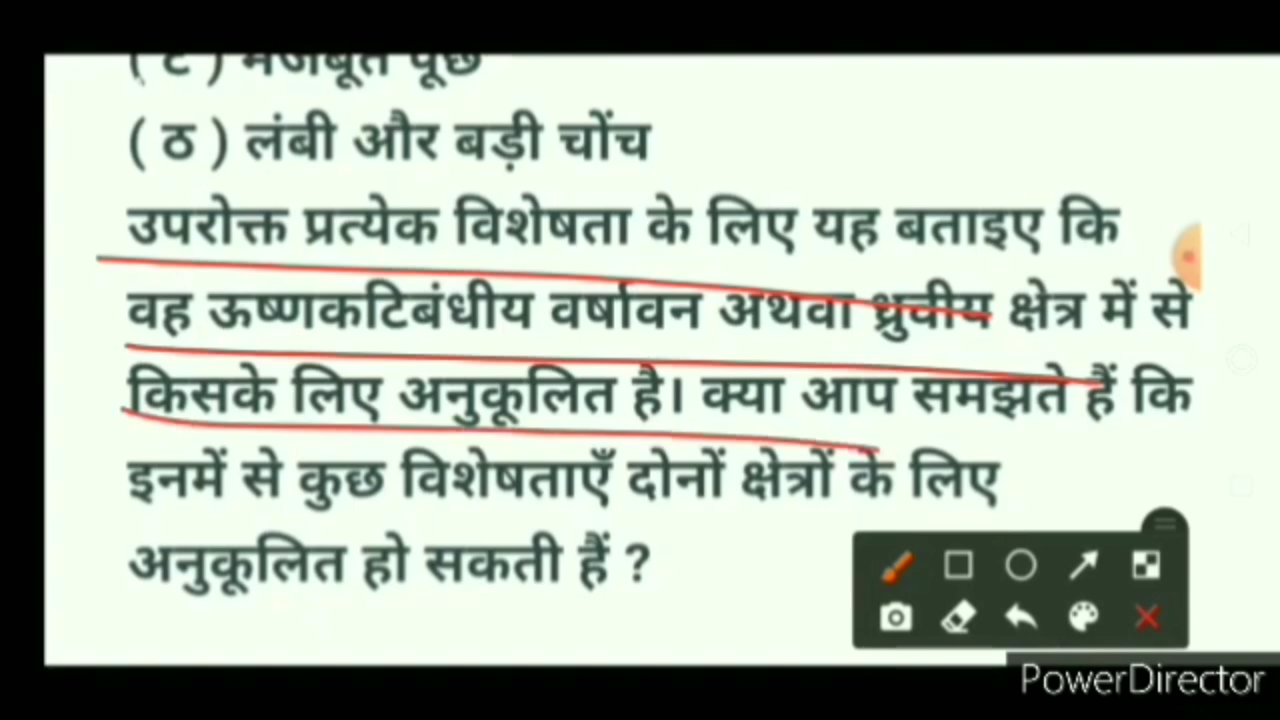 ( ट ) मजबूत पूंछ
( ठ ) लंबी और बड़ी चोंच
उपरोक्त प्रत्येक विशेषता के लिए यह बताइए कि
वह ऊष्णकटिबंधीय वर्षावन अथवा ध्रुवीय क्षेत्र में से
किसके लिए अनुकूलित है। क्या आप समझते हैं कि
इनमें से कुछ विशेषताएँ दोनों क्षेत्रों के लिए
अनुकूलित हो सकती हैं ?
PowerDirector